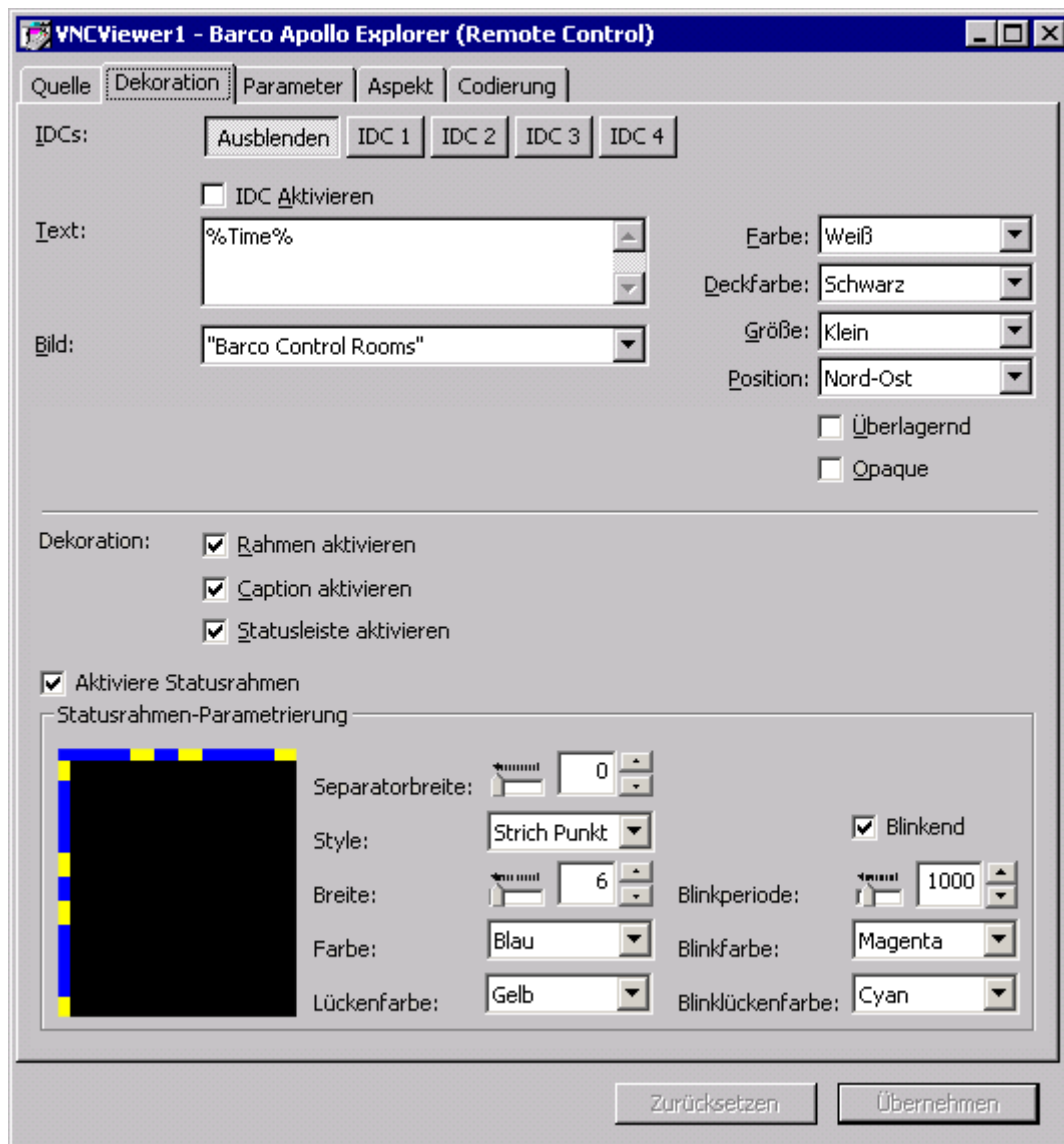 VNCViewer1 - Barco Apollo Explorer (Remote Control)
Quelle Dekoration Parameter Aspekt Codierung
IDCs: Ausblenden IDC 1 IDC 2 IDC 3 IDC 4
IDC Aktivieren
Text: %Time% Farbe: Weiß
Deckfarbe: Schwarz
Bild: "Barco Control Rooms" Größe: Klein
Position: Nord-Ost
Überlagernd
Opaque
Dekoration: Rahmen aktivieren
Caption aktivieren
Statusleiste aktivieren
Aktiviere Statusrahmen
Statusrahmen-Parametrierung
Separatorbreite: 0
Style: Strich Punkt Blinkend
Breite: 6 Blinkperiode: 1000
Farbe: Blau Blinkfarbe: Magenta
Lückenfarbe: Gelb Blinklückenfarbe: Cyan
Zurücksetzen Übernehmen